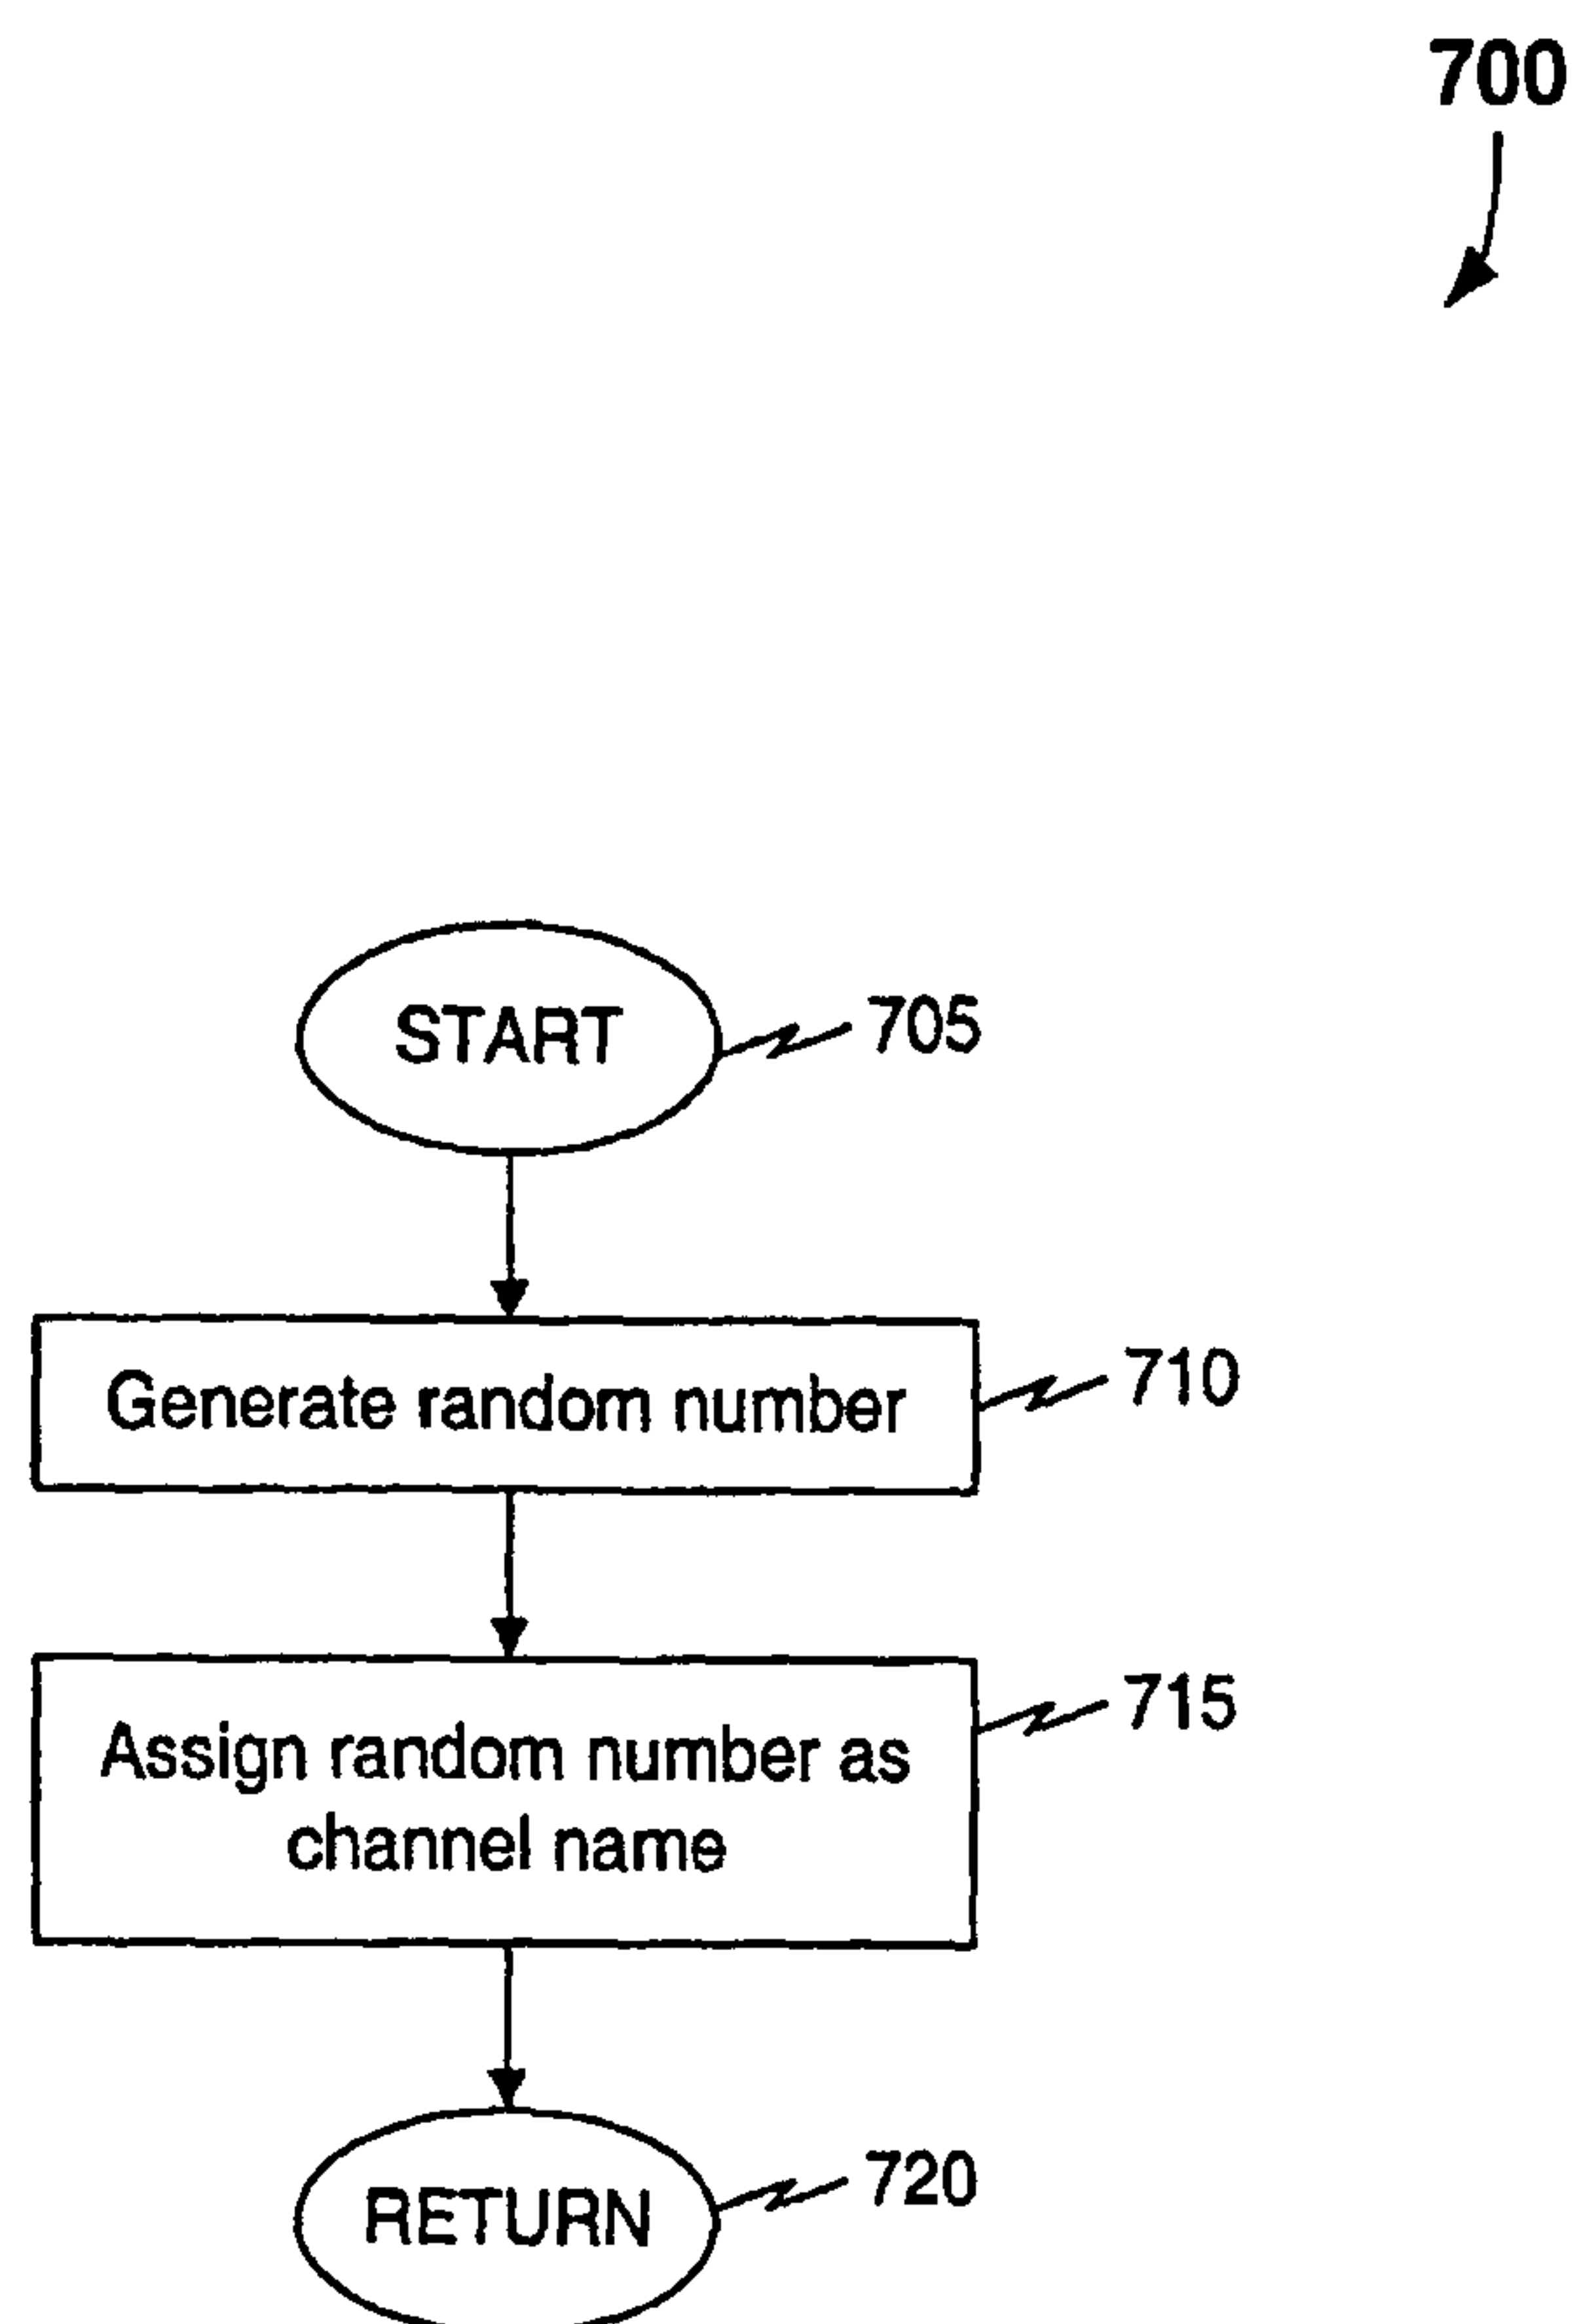 700
START
705
Generate random number
710
Assign random number as
channel name
715
RETURN
720